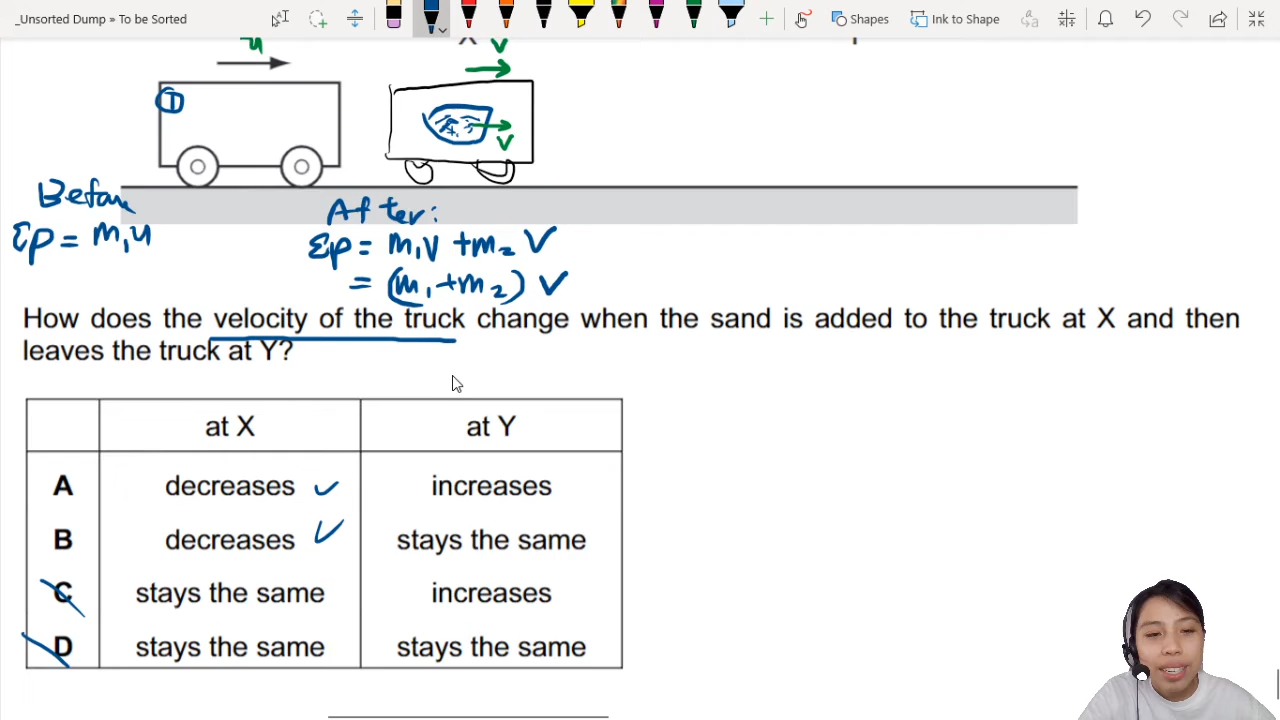 _Unsorted Dump » To be Sorted
Shapes
Ink to Shape
u
X V
①
V
Before
Σp = m₁u
After:
Σp = m₁v + m₂ V
= (m₁ + m₂) V
How does the velocity of the truck change when the sand is added to the truck at X and then
leaves the truck at Y?
at X at Y
A decreases ✓ increases
B decreases ✓ stays the same
C stays the same increases
D stays the same stays the same